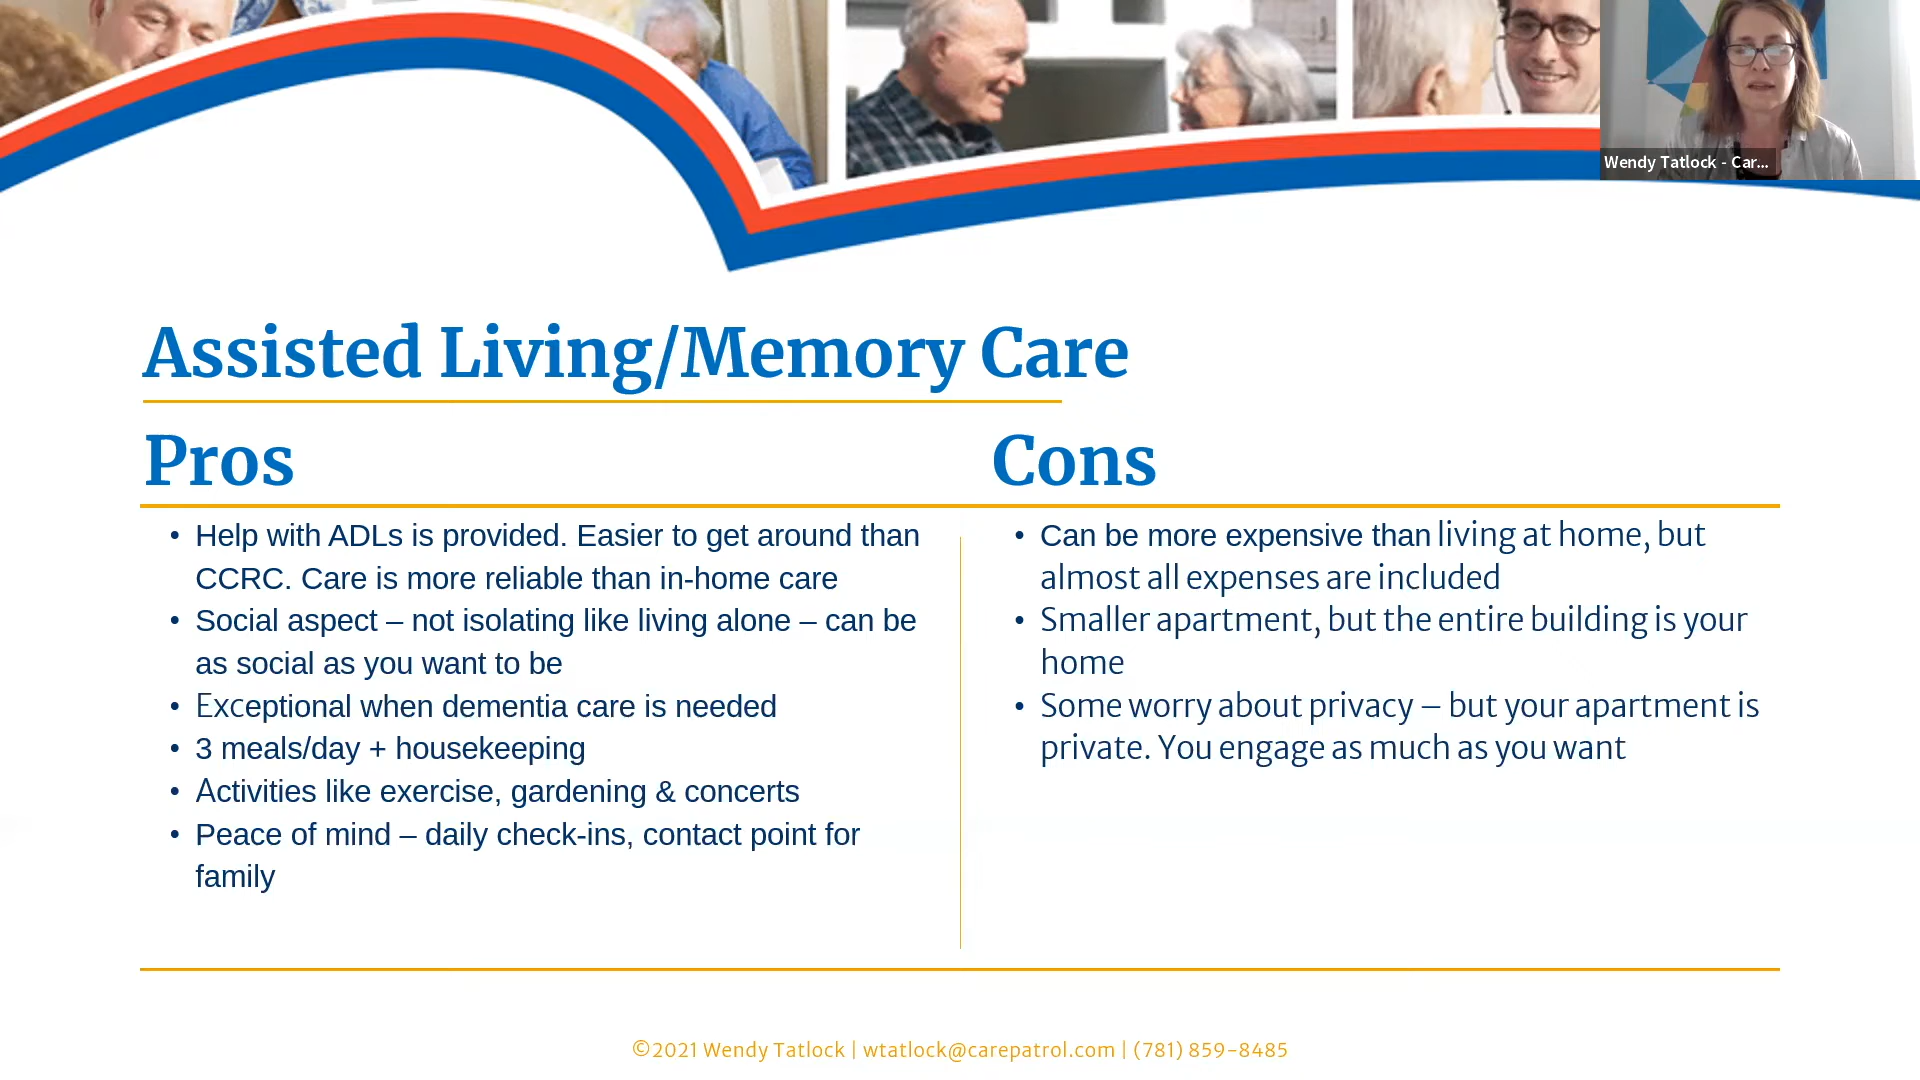 Wendy Tatlock - Car...
Assisted Living/Memory Care
Pros
Cons
• Help with ADLs is provided. Easier to get around than
CCRC. Care is more reliable than in-home care
• Social aspect – not isolating like living alone – can be
as social as you want to be
• Exceptional when dementia care is needed
• 3 meals/day + housekeeping
• Activities like exercise, gardening & concerts
• Peace of mind – daily check-ins, contact point for
family
• Can be more expensive than living at home, but
almost all expenses are included
• Smaller apartment, but the entire building is your
home
• Some worry about privacy – but your apartment is
private. You engage as much as you want
©2021 Wendy Tatlock | wtatlock@carepatrol.com | (781) 859-8485